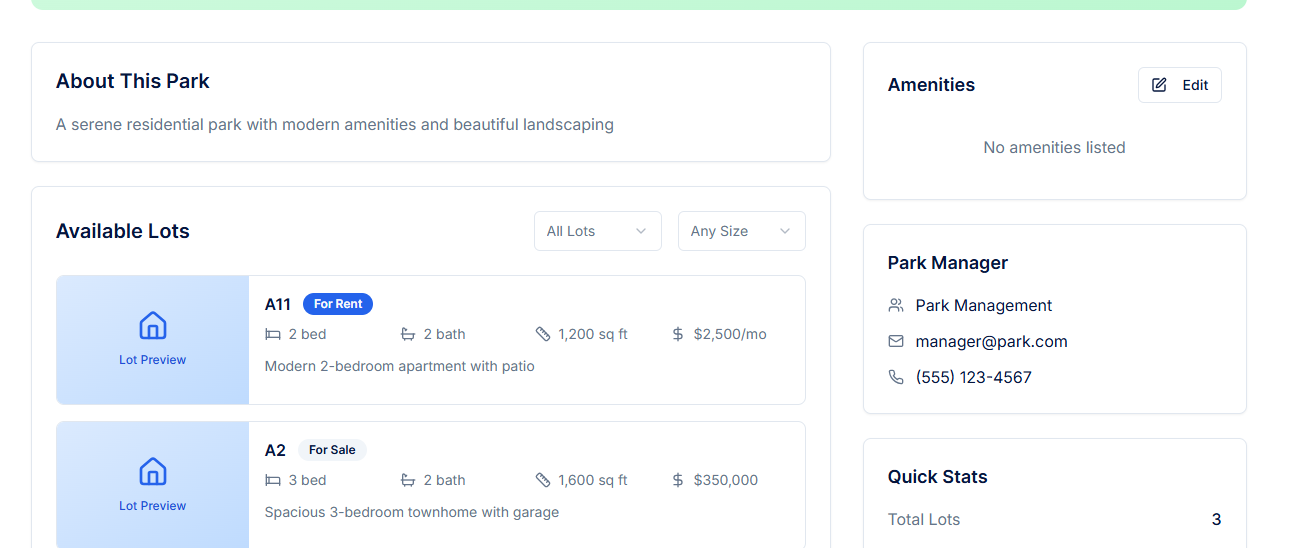 About This Park
A serene residential park with modern amenities and beautiful landscaping
Available Lots
All Lots
Any Size
Lot Preview
A11 For Rent
2 bed 2 bath 1,200 sq ft $2,500/mo
Modern 2-bedroom apartment with patio
Lot Preview
A2 For Sale
3 bed 2 bath 1,600 sq ft $350,000
Spacious 3-bedroom townhome with garage
Amenities
Edit
No amenities listed
Park Manager
Park Management
manager@park.com
(555) 123-4567
Quick Stats
Total Lots 3